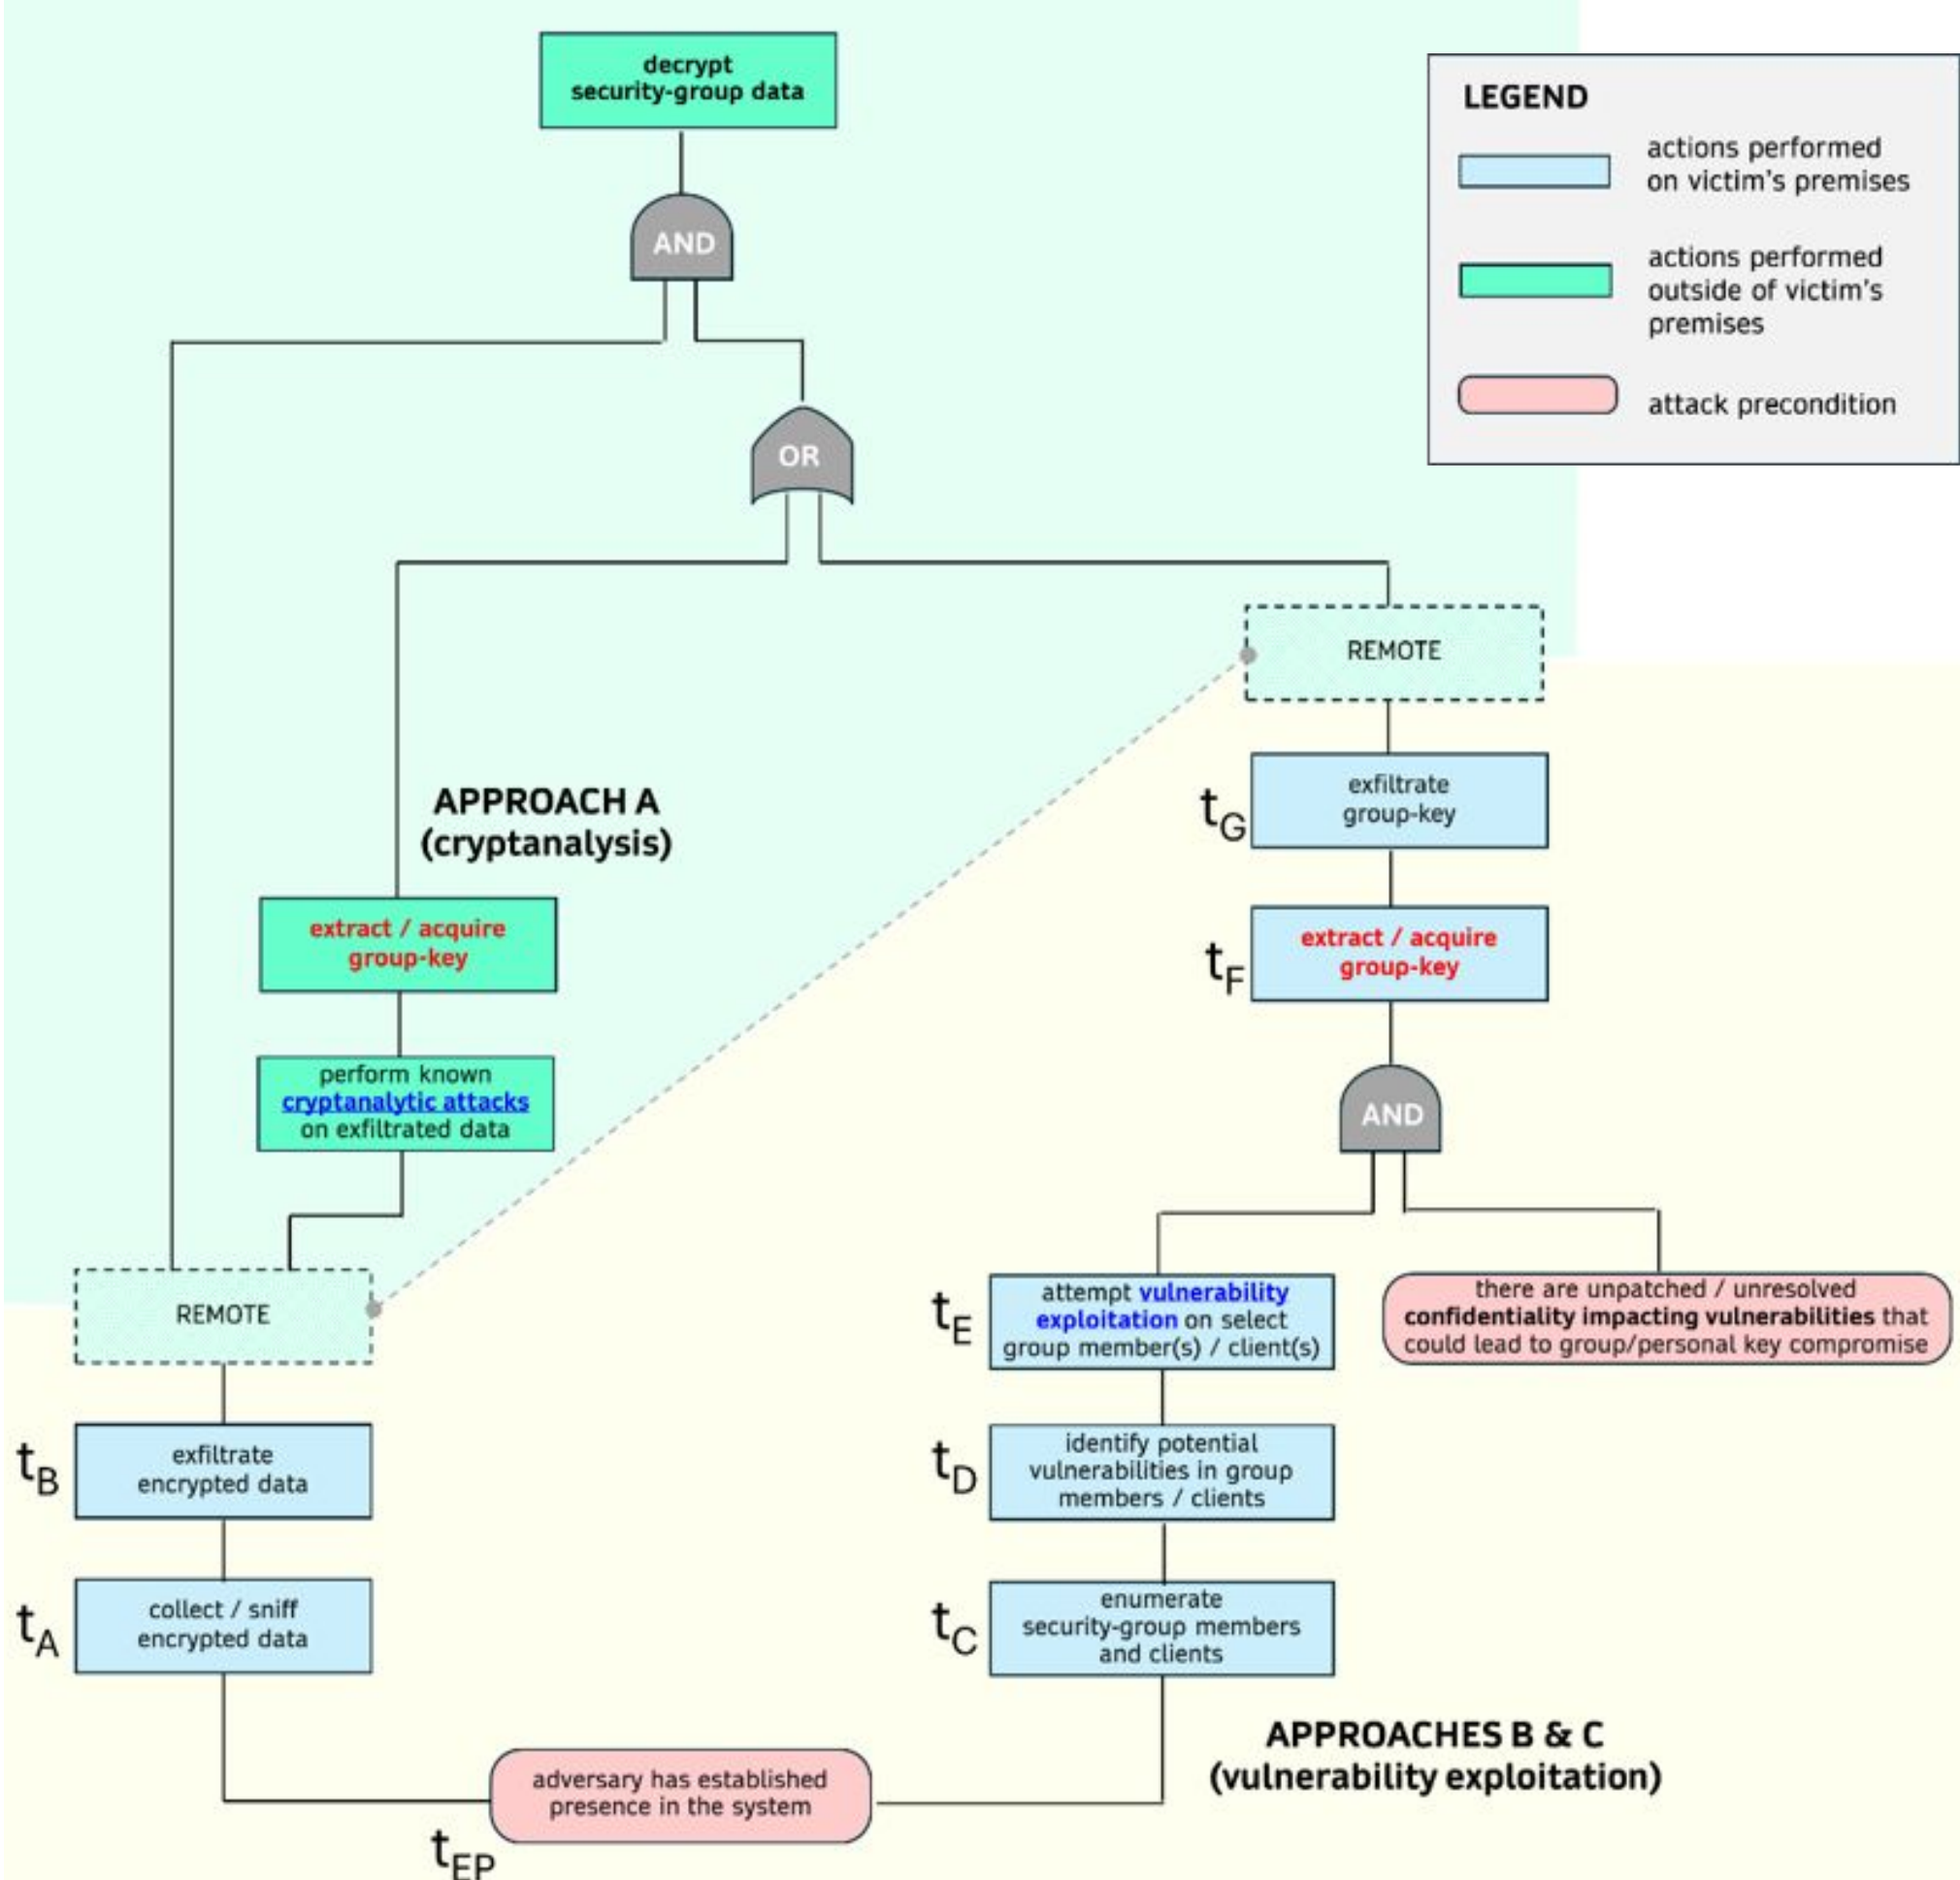 decrypt
security-group data
LEGEND
actions performed
on victim's premises
actions performed
outside of victim's
premises
attack precondition
AND
OR
REMOTE
APPROACH A
(cryptanalysis)
exfiltrate
group-key
tG
extract / acquire
group-key
extract / acquire
group-key
tF
perform known
cryptanalytic attacks
on exfiltrated data
AND
REMOTE
attempt vulnerability
exploitation on select
group member(s) / client(s)
tE
there are unpatched / unresolved
confidentiality impacting vulnerabilities that
could lead to group/personal key compromise
exfiltrate
encrypted data
tB
identify potential
vulnerabilities in group
members / clients
tD
collect / sniff
encrypted data
tA
enumerate
security-group members
and clients
tC
APPROACHES B & C
(vulnerability exploitation)
adversary has established
presence in the system
tEP